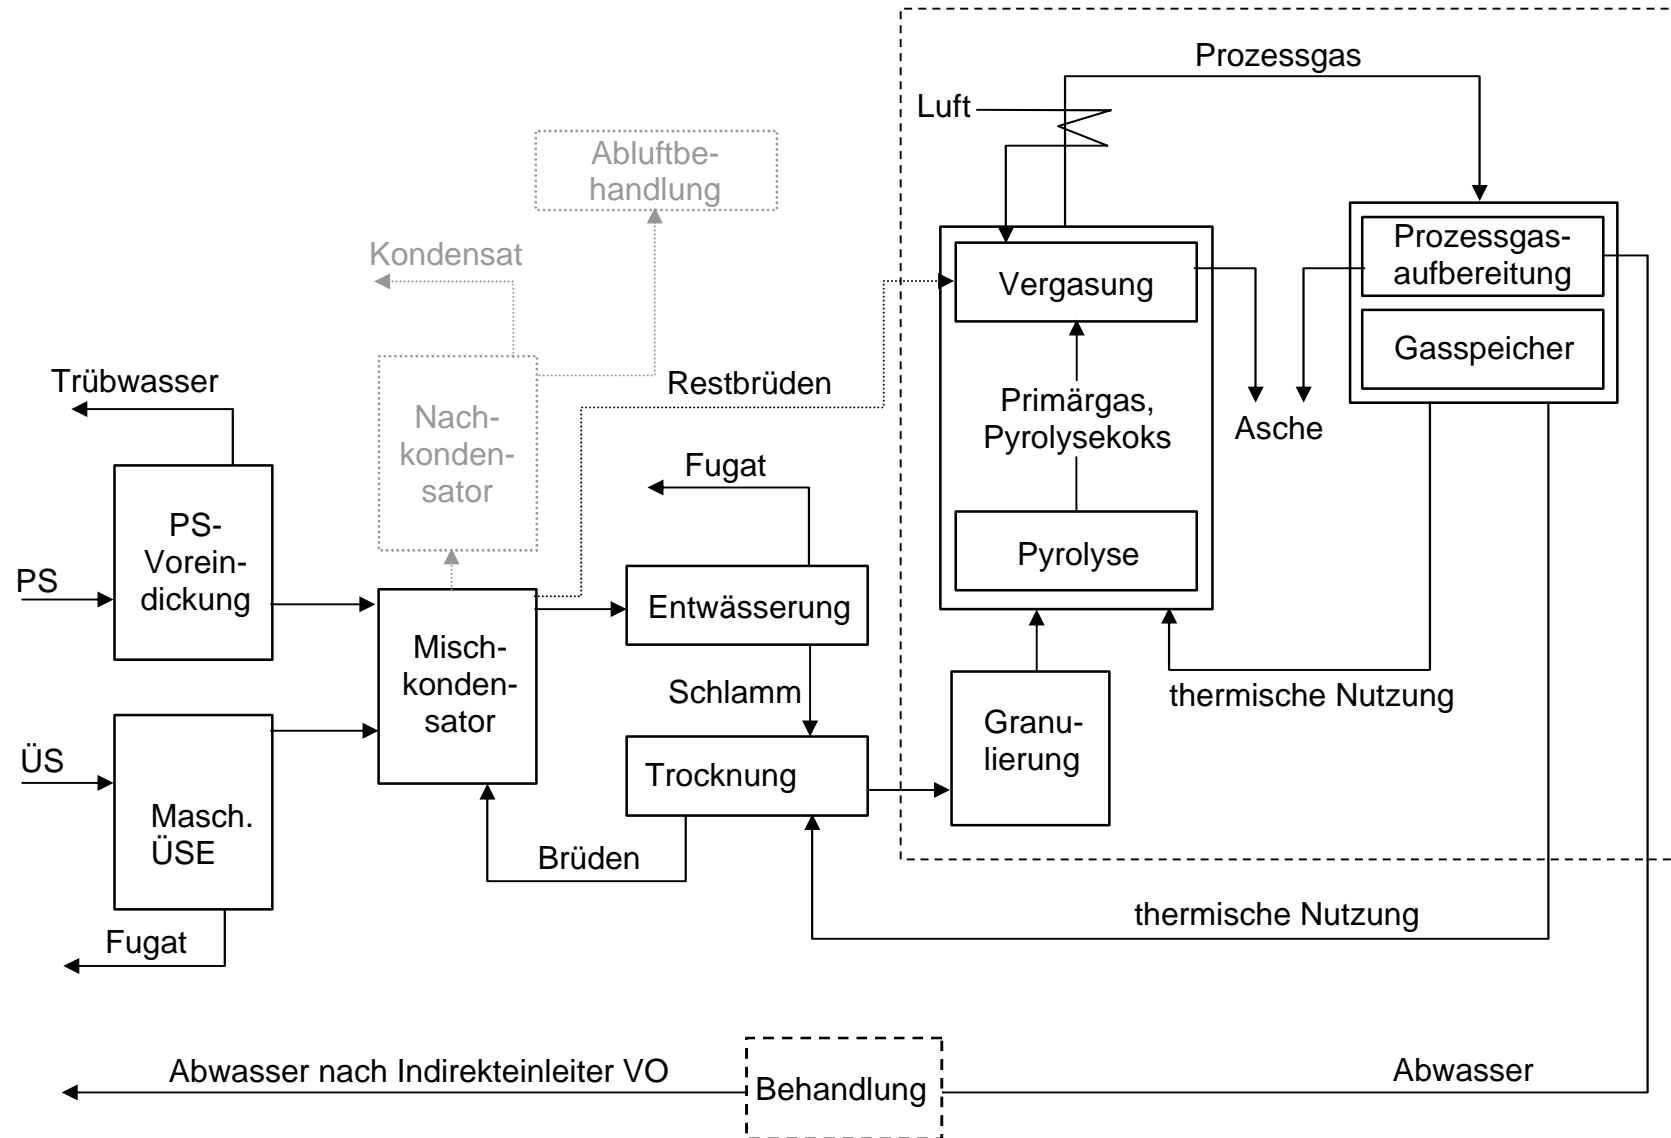 Prozessgas
Luft
Abluftbe-
handlung
Prozessgas-
aufbereitung
Kondensat
Vergasung
Gasspeicher
Trübwasser
Restbrüden
Primärgas,
Pyrolysekoks
Asche
Nach-
konden-
sator
Fugat
PS-
Vorein-
dickung
Pyrolyse
PS
Entwässerung
Misch-
konden-
sator
Schlamm
thermische Nutzung
Granu-
lierung
ÜS
Trocknung
Masch.
ÜSE
Brüden
thermische Nutzung
Fugat
Abwasser nach Indirekteinleiter VO
Behandlung
Abwasser